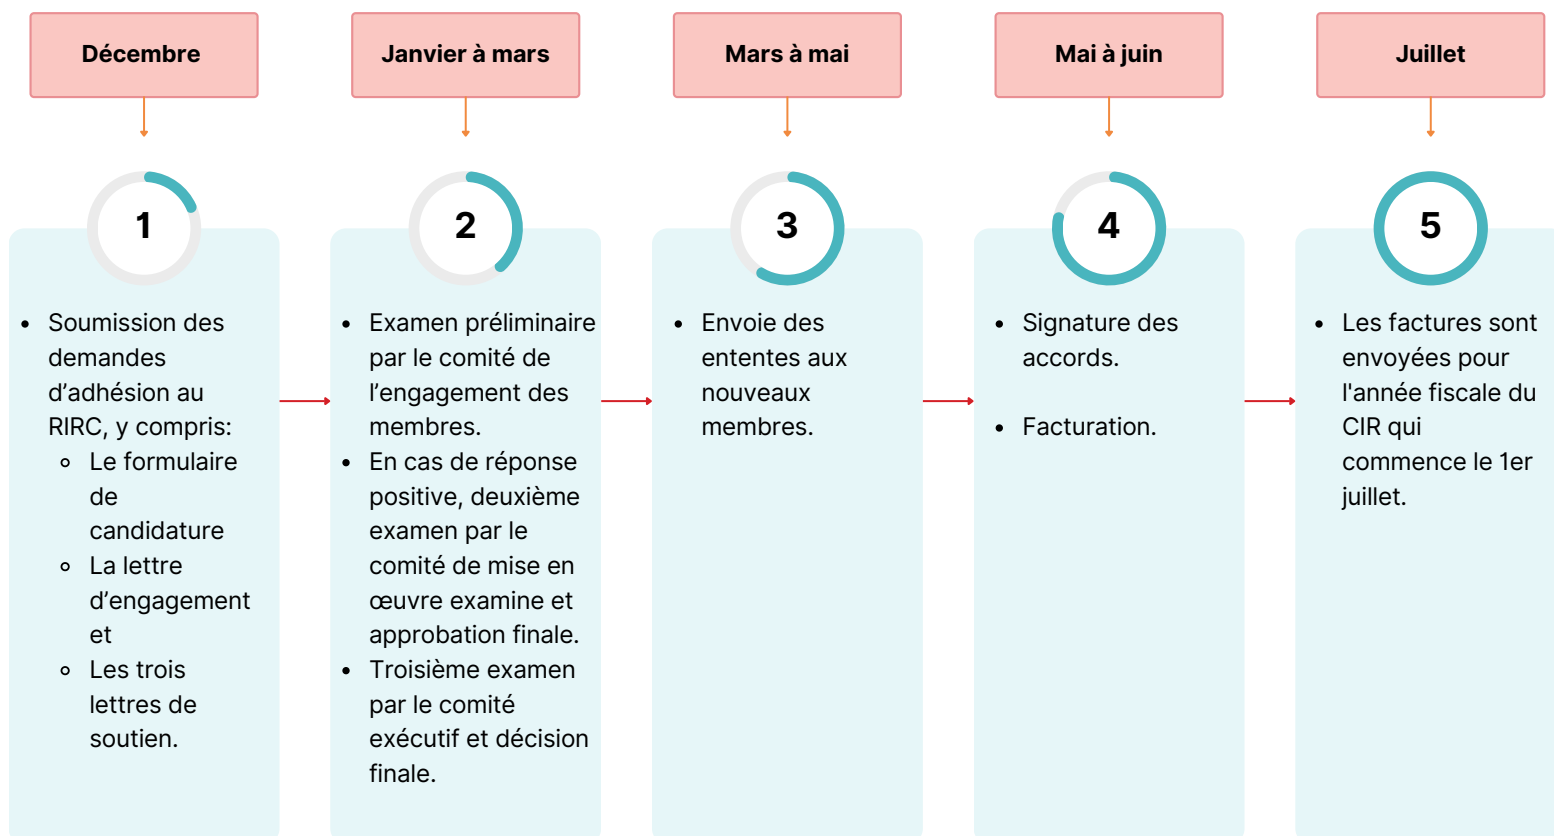 Décembre
Janvier à mars
Mars à mai
Mai à juin
Juillet
1
• Soumission des
demandes
d’adhésion au
RIRC, y compris:
◦ Le formulaire
de
candidature
◦ La lettre
d’engagement
et
◦ Les trois
lettres de
soutien.
2
• Examen préliminaire
par le comité de
l’engagement des
membres.
• En cas de réponse
positive, deuxième
examen par le
comité de mise en
œuvre examine et
approbation finale.
• Troisième examen
par le comité
exécutif et décision
finale.
3
• Envoie des
ententes aux
nouveaux
membres.
4
• Signature des
accords.
• Facturation.
5
• Les factures sont
envoyées pour
l'année fiscale du
CIR qui
commence le 1er
juillet.